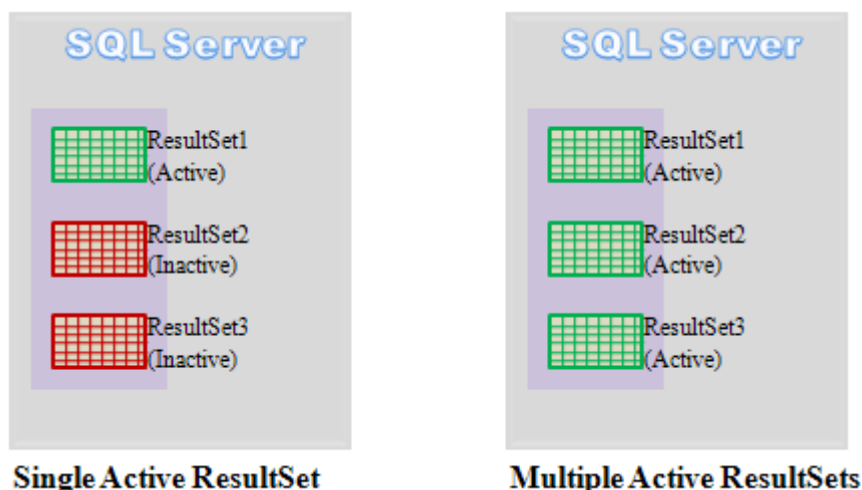 SQL Server
ResultSet1
(Active)
ResultSet2
(Inactive)
ResultSet3
(Inactive)
Single Active ResultSet
SQL Server
ResultSet1
(Active)
ResultSet2
(Active)
ResultSet3
(Active)
Multiple Active ResultSets